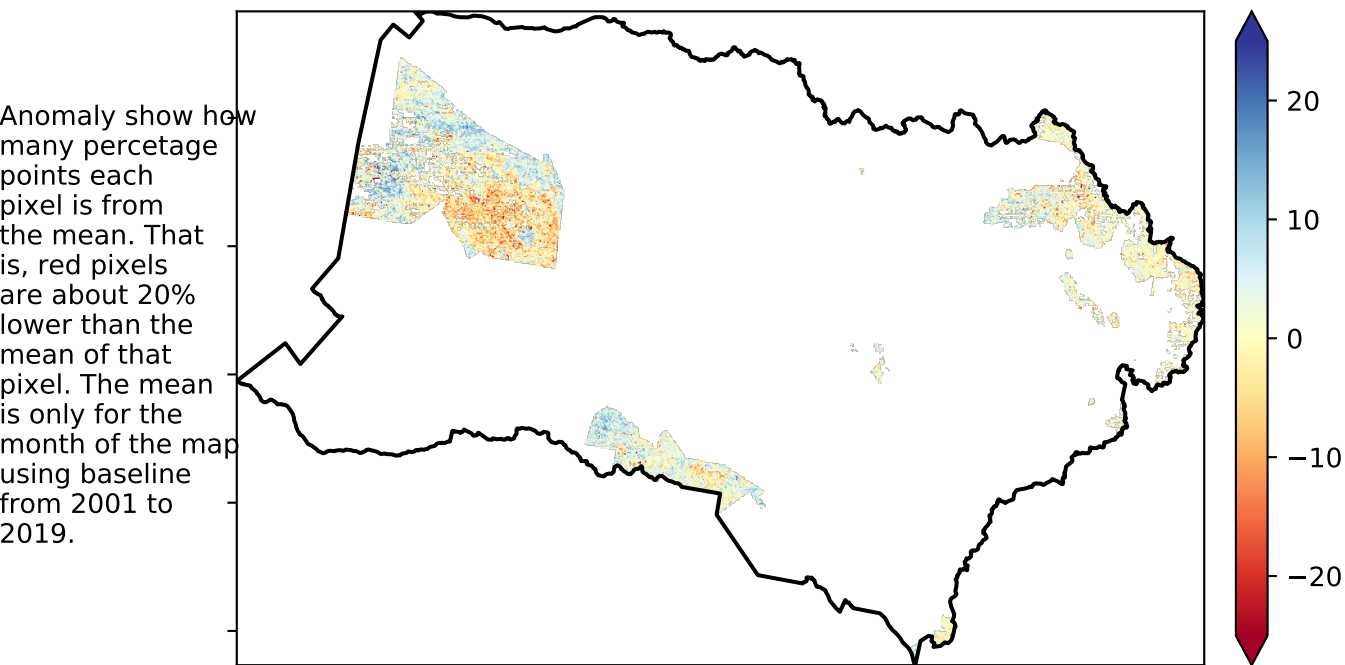 Anomaly show how
many percetage
points each
pixel is from
the mean. That
is, red pixels
are about 20%
lower than the
mean of that
pixel. The mean
is only for the
month of the map
using baseline
from 2001 to
2019.
20
10
0
−10
−20